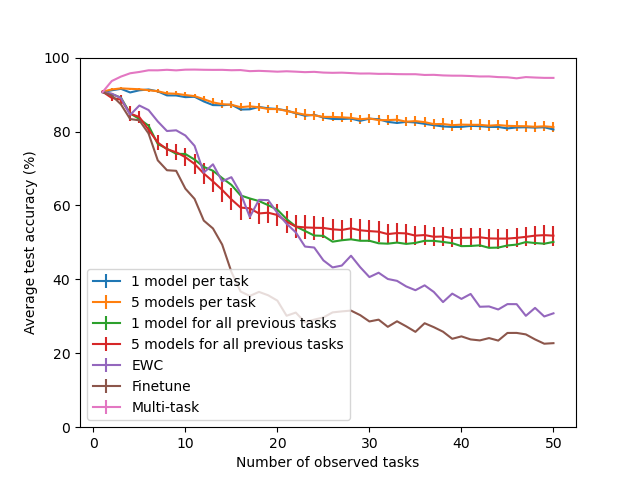 Average test accuracy (%)
100
80
60
40
20
0
1 model per task
5 models per task
1 model for all previous tasks
5 models for all previous tasks
EWC
Finetune
Multi-task
0 10 20 30 40 50
Number of observed tasks